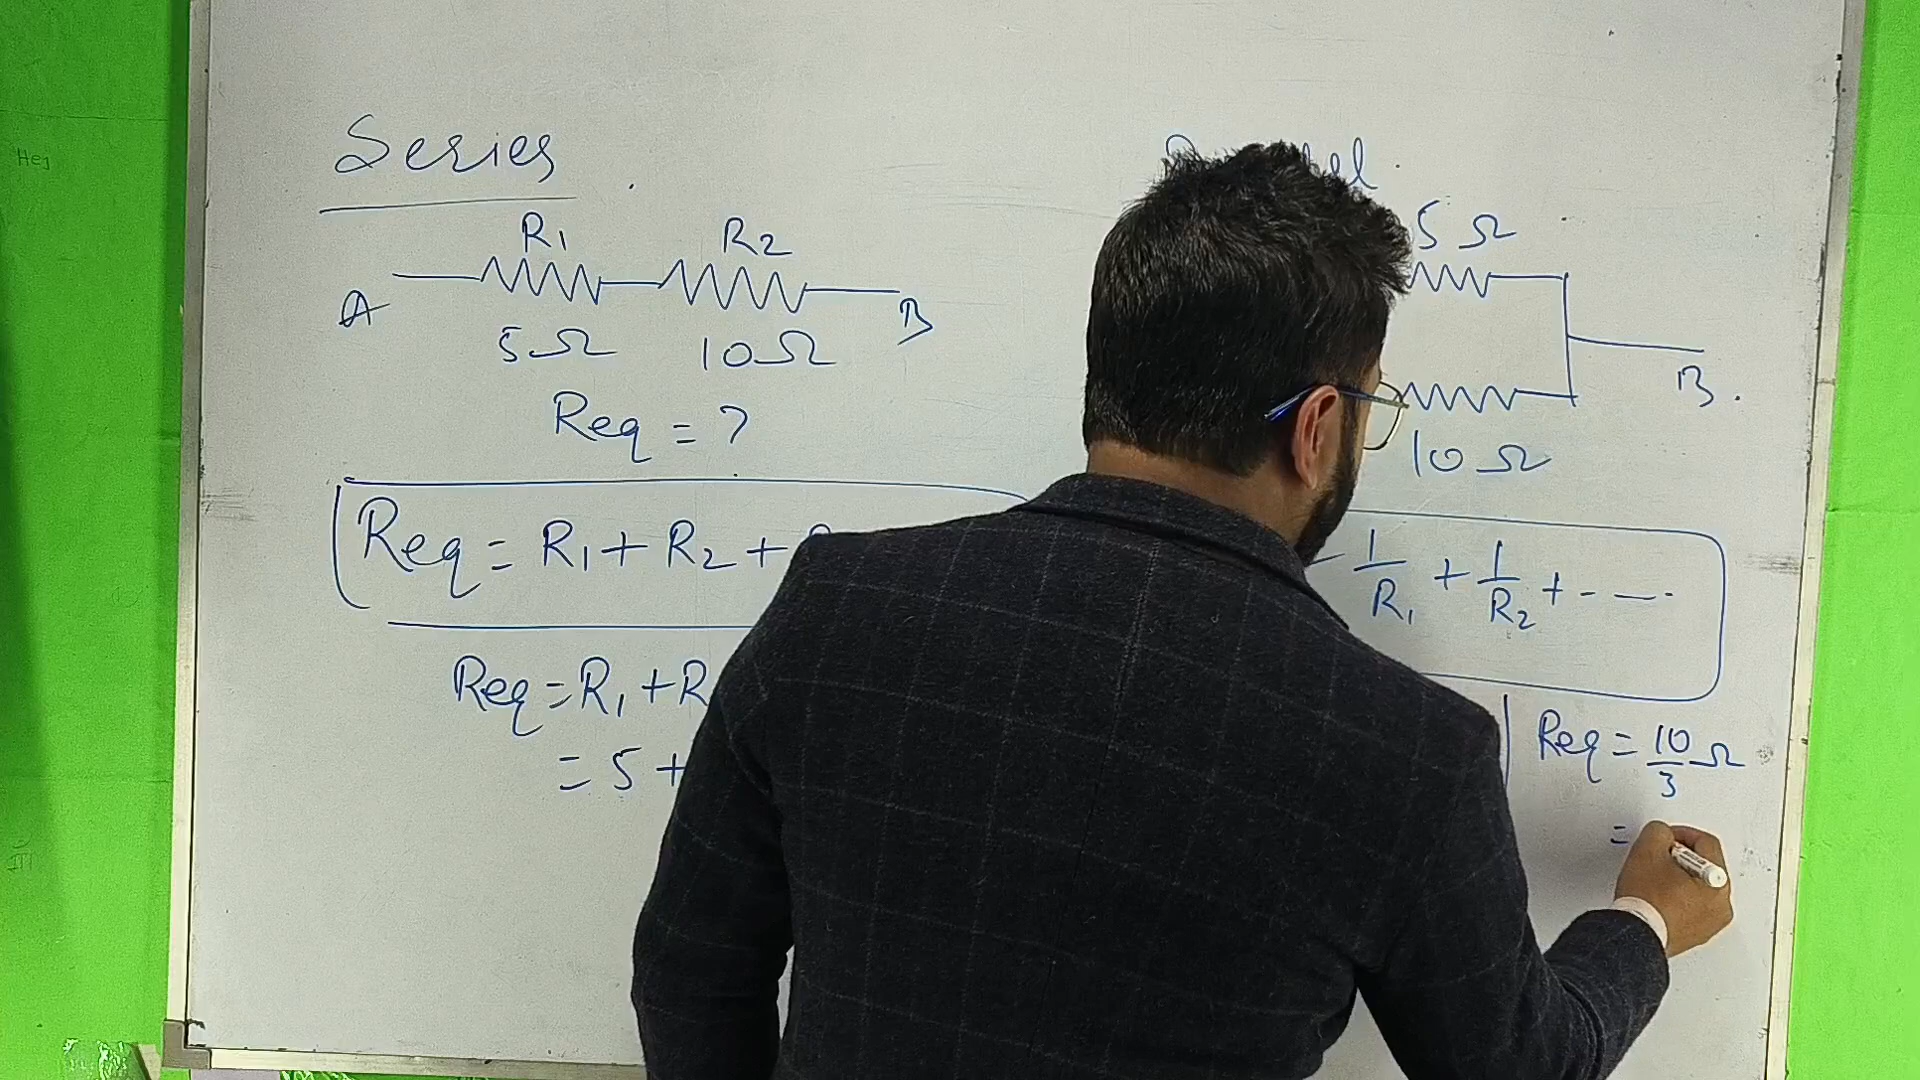 Series
R1 R2
A B
5Ω 10Ω
Req = ?
Req = R1 + R2 +
Req = R1 + R
= 5 +
5Ω
B.
10Ω
1/R1 + 1/R2 + - - -
Req = 10/3 Ω
=